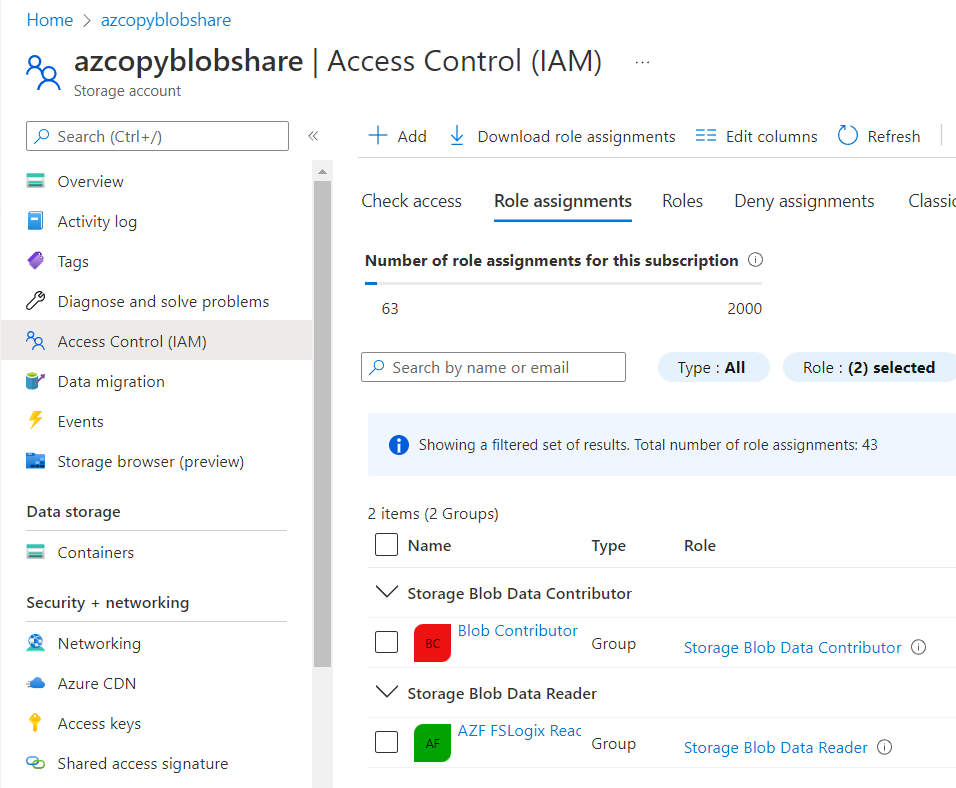 Home > azcopyblobshare
azcopyblobshare | Access Control (IAM) ...
Storage account
Search (Ctrl+/)
«
Overview
Activity log
Tags
Diagnose and solve problems
Access Control (IAM)
Data migration
Events
Storage browser (preview)
Data storage
Containers
Security + networking
Networking
Azure CDN
Access keys
Shared access signature
Add Download role assignments Edit columns Refresh
Check access Role assignments Roles Deny assignments Classic
Number of role assignments for this subscription
63 2000
Search by name or email Type : All Role : (2) selected
Showing a filtered set of results. Total number of role assignments: 43
2 items (2 Groups)
Name Type Role
Storage Blob Data Contributor
BC Blob Contributor Group Storage Blob Data Contributor
Storage Blob Data Reader
AF AZF FSLogix Reac Group Storage Blob Data Reader